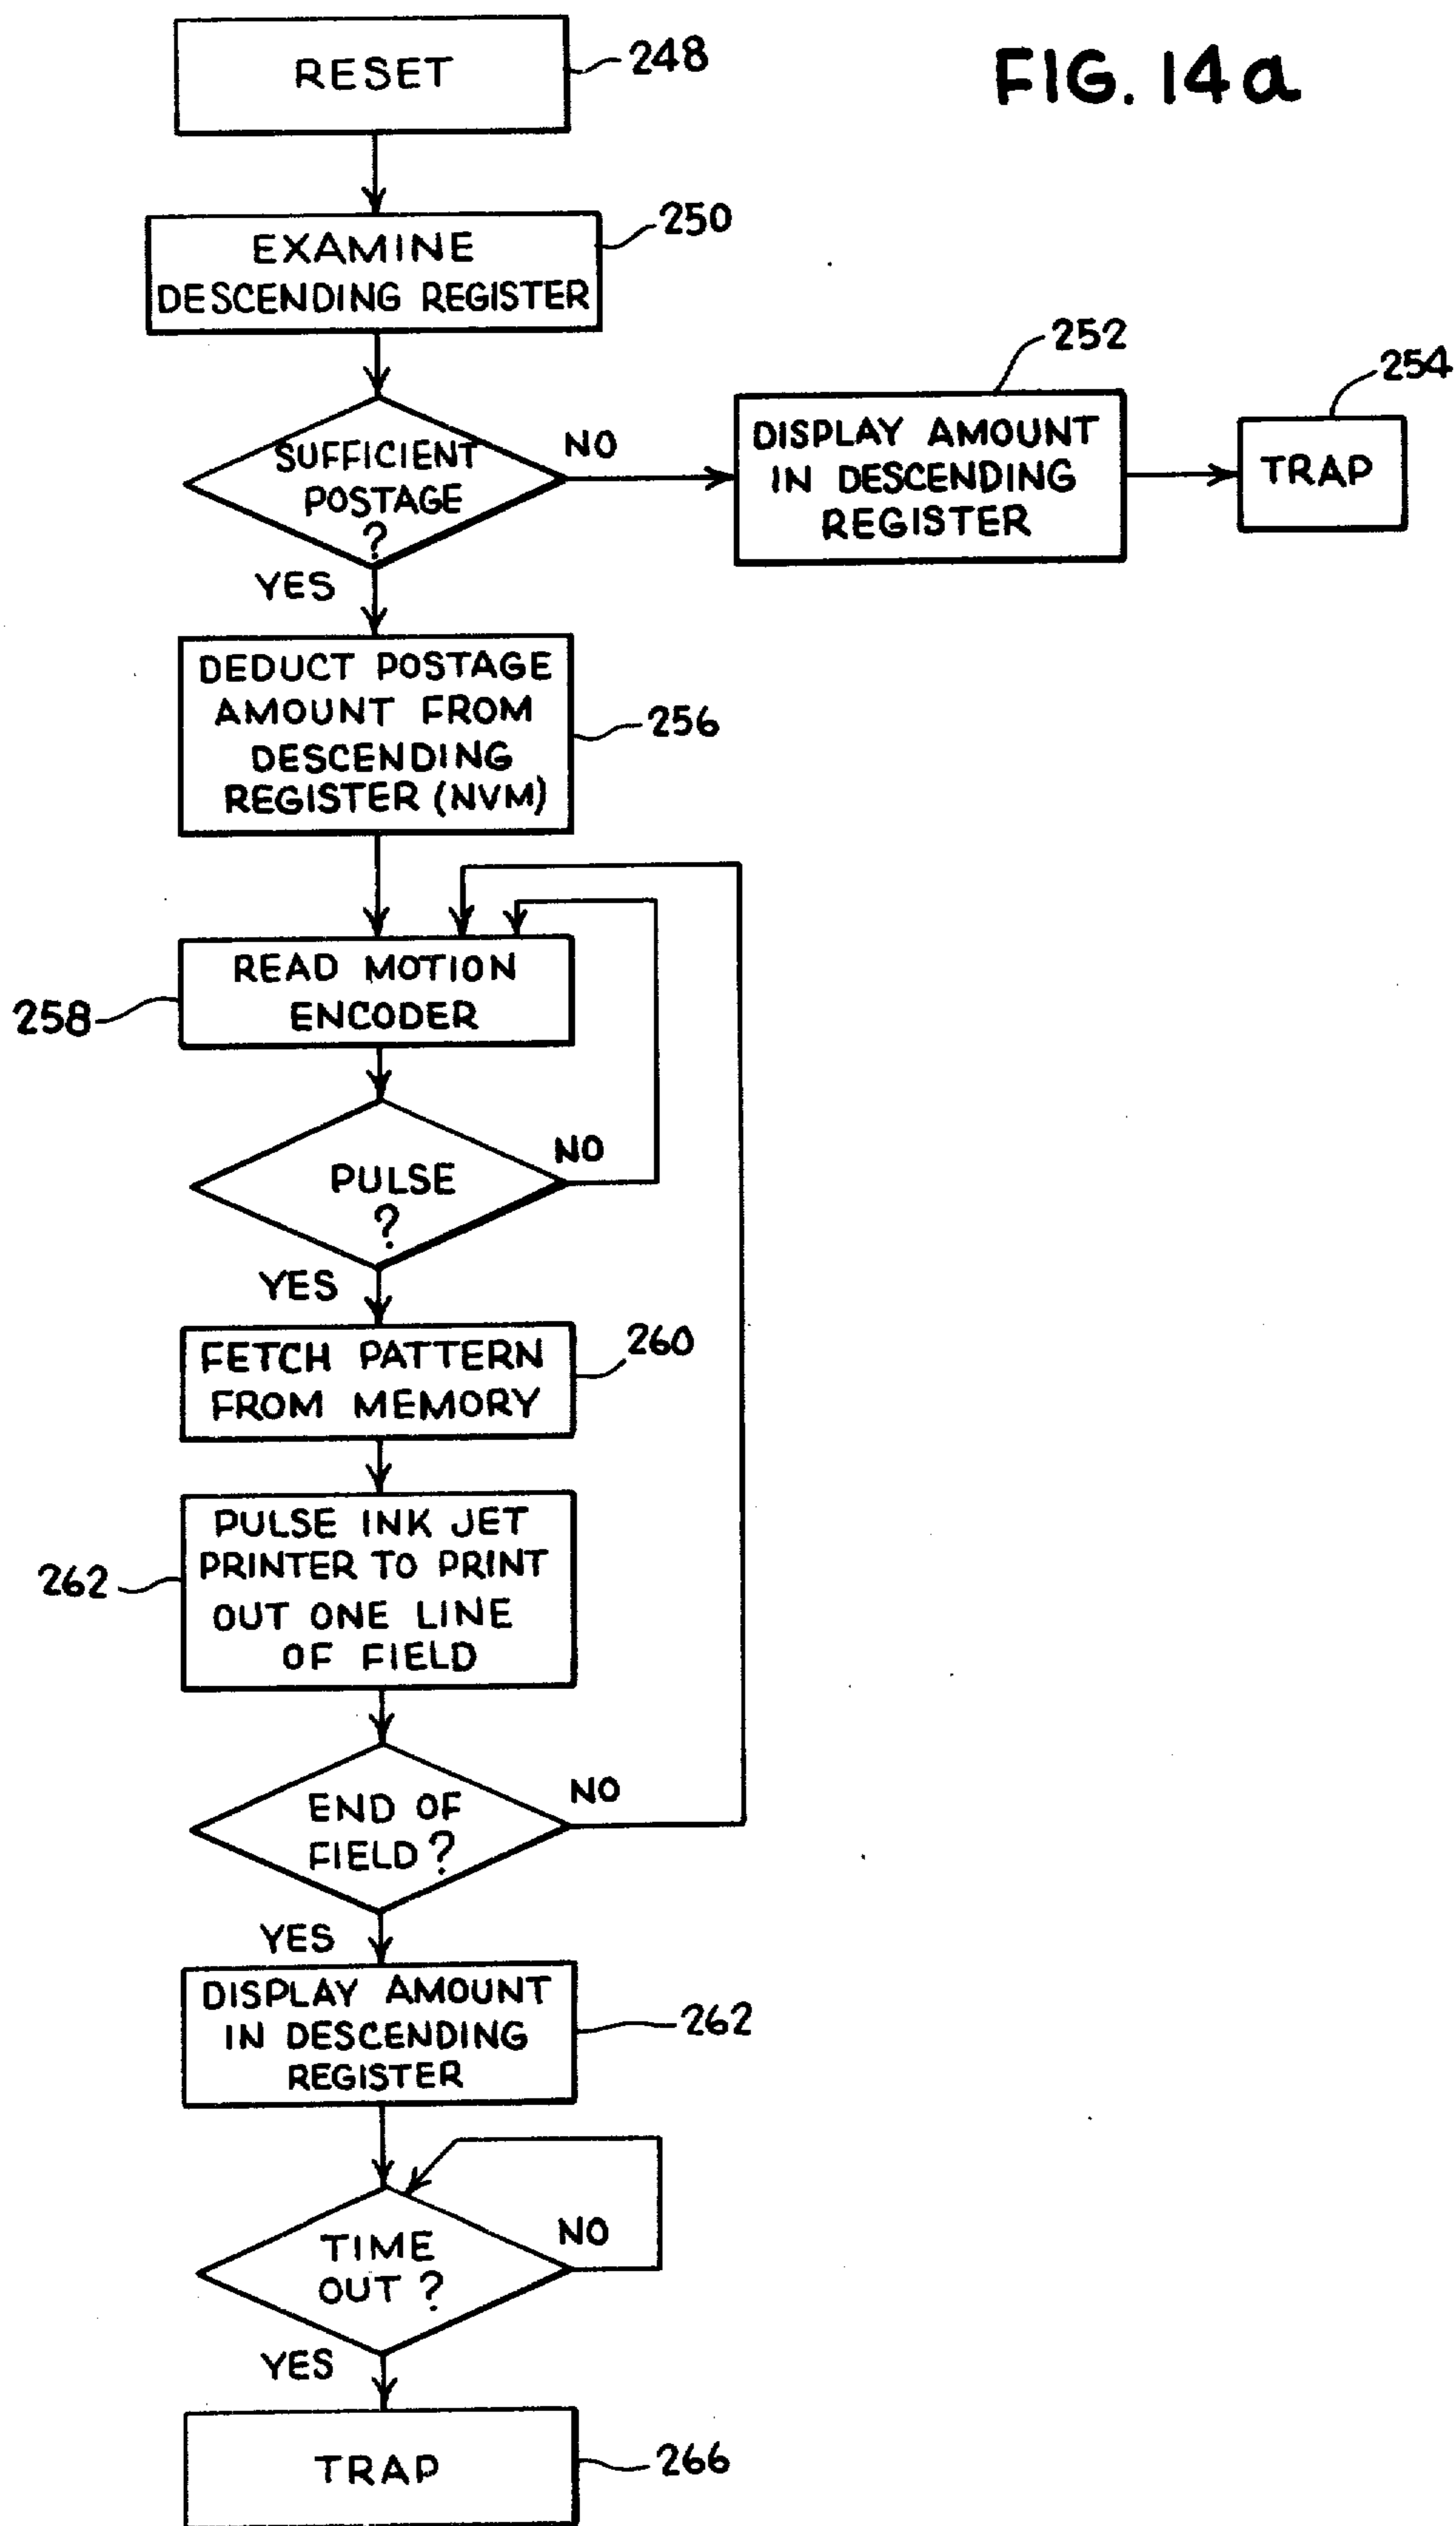 FIG. 14a
RESET
248
EXAMINE
DESCENDING REGISTER
250
SUFFICIENT
POSTAGE
?
NO
YES
DISPLAY AMOUNT
IN DESCENDING
REGISTER
252
TRAP
254
DEDUCT POSTAGE
AMOUNT FROM
DESCENDING
REGISTER (NVM)
256
READ MOTION
ENCODER
258
PULSE
?
NO
YES
FETCH PATTERN
FROM MEMORY
260
PULSE INK JET
PRINTER TO PRINT
OUT ONE LINE
OF FIELD
262
END OF
FIELD?
NO
YES
DISPLAY AMOUNT
IN DESCENDING
REGISTER
262
TIME
OUT?
NO
YES
TRAP
266